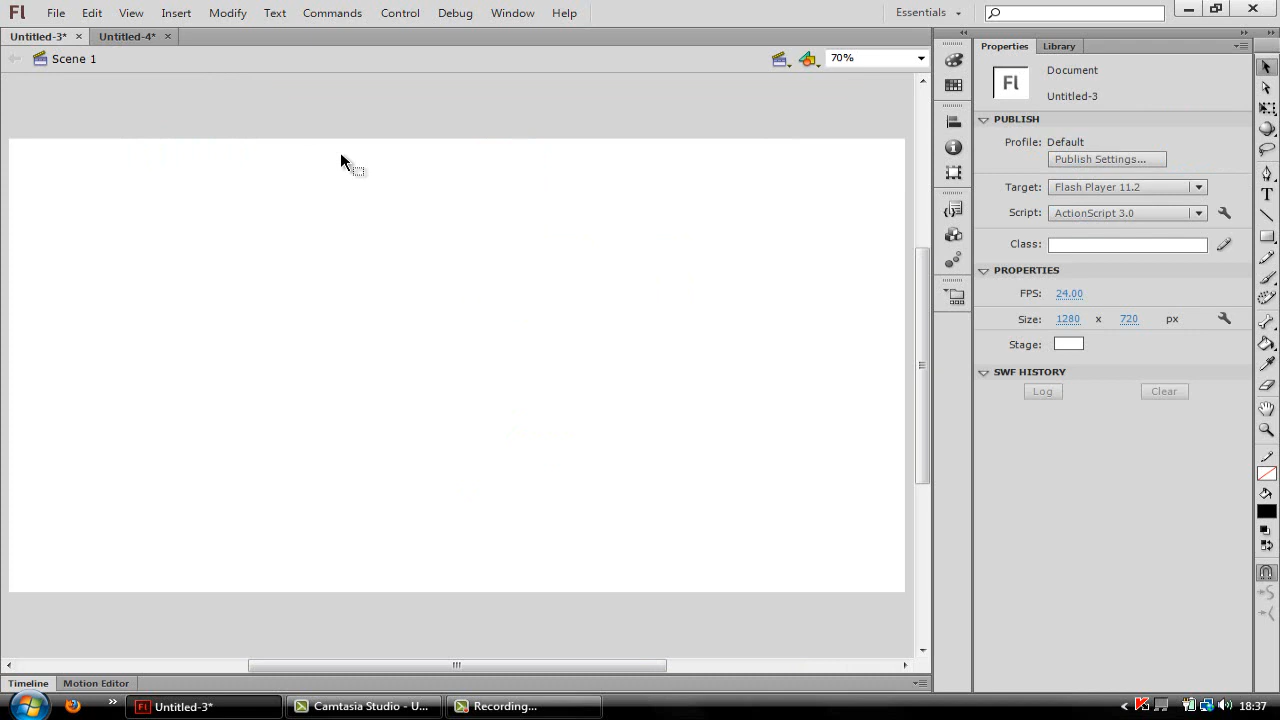 Fl File Edit View Insert Modify Text Commands Control Debug Window Help Essentials
Untitled-3* × Untitled-4* ×
Scene 1 70%
Properties Library
Fl Document
Untitled-3
PUBLISH
Profile: Default
Publish Settings...
Target: Flash Player 11.2
Script: ActionScript 3.0
Class:
PROPERTIES
FPS: 24.00
Size: 1280 x 720 px
Stage:
SWF HISTORY
Log Clear
Timeline Motion Editor
Fl Untitled-3* Camtasia Studio - U... Recording... 18:37